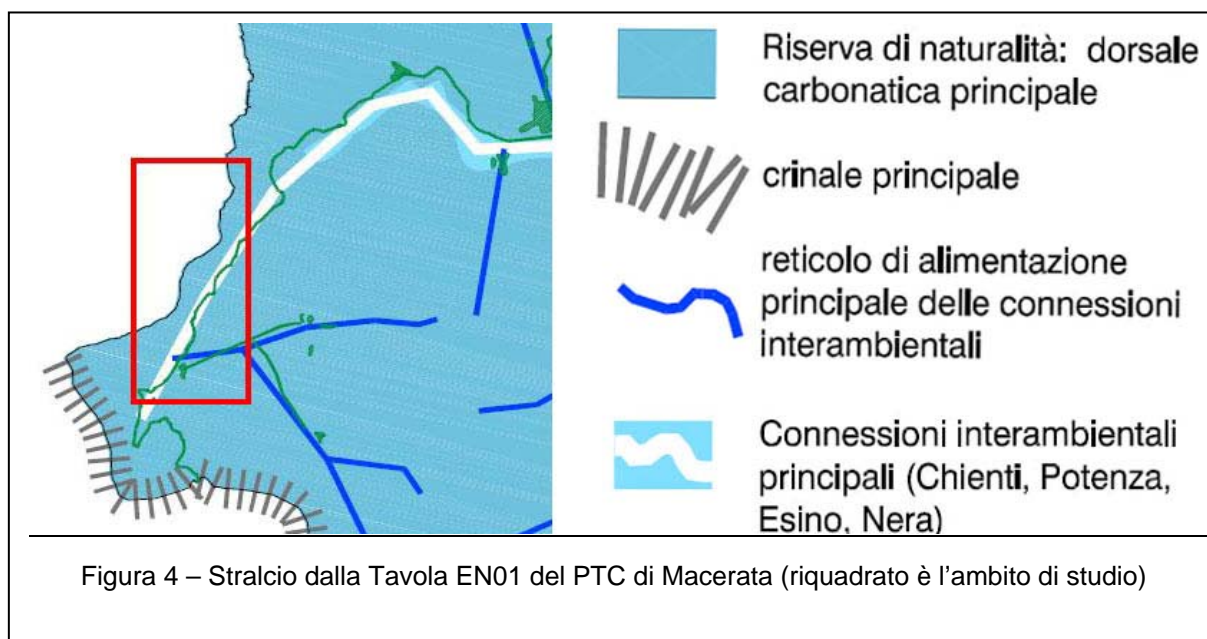 Riserva di naturalità: dorsale
carbonatica principale
crinale principale
reticolo di alimentazione
principale delle connessioni
interambientali
Connessioni interambientali
principali (Chienti, Potenza,
Esino, Nera)
Figura 4 – Stralcio dalla Tavola EN01 del PTC di Macerata (riquadrato è l'ambito di studio)